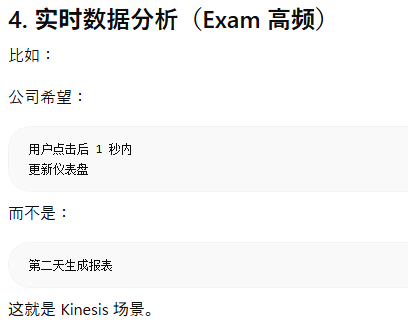 4. 实时数据分析（Exam 高频）
比如：
公司希望：
用户点击后 1 秒内
更新仪表盘
而不是：
第二天生成报表
这就是 Kinesis 场景。